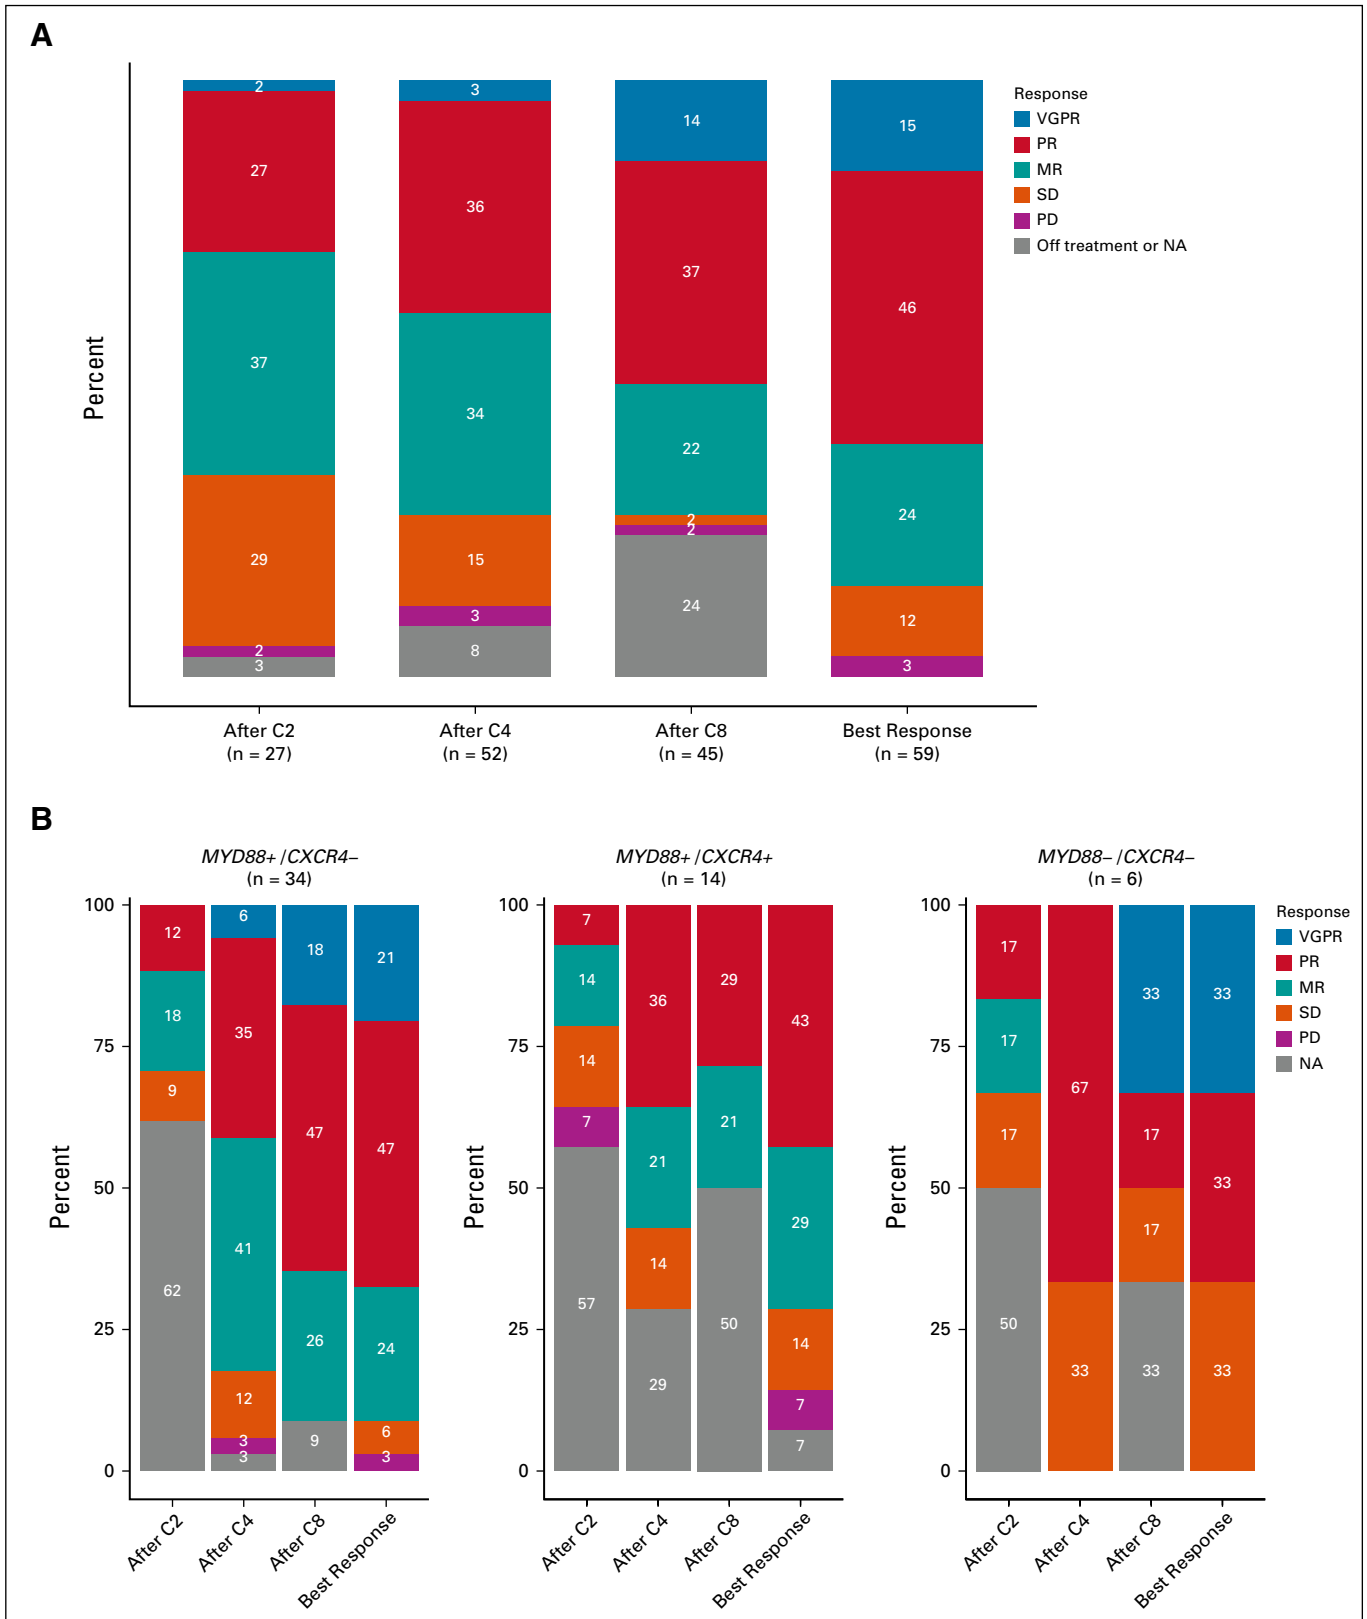 A
Percent
2
27
37
29
2
3
3
36
34
15
3
8
14
37
22
2
2
24
15
46
24
12
3
Response
VGPR
PR
MR
SD
PD
Off treatment or NA
After C2
(n = 27)
After C4
(n = 52)
After C8
(n = 45)
Best Response
(n = 59)
B
MYD88+ /CXCR4–
(n = 34)
Percent
100
75
50
25
0
12
18
9
62
6
35
41
12
3
3
18
47
26
9
21
47
24
6
3
After C2
After C4
After C8
Best Response
MYD88+ /CXCR4+
(n = 14)
Percent
100
75
50
25
0
7
14
14
7
57
36
21
14
29
29
21
50
43
29
14
7
7
After C2
After C4
After C8
Best Response
MYD88– /CXCR4–
(n = 6)
Percent
100
75
50
25
0
17
17
17
50
67
33
33
17
17
33
33
33
33
After C2
After C4
After C8
Best Response
Response
VGPR
PR
MR
SD
PD
NA